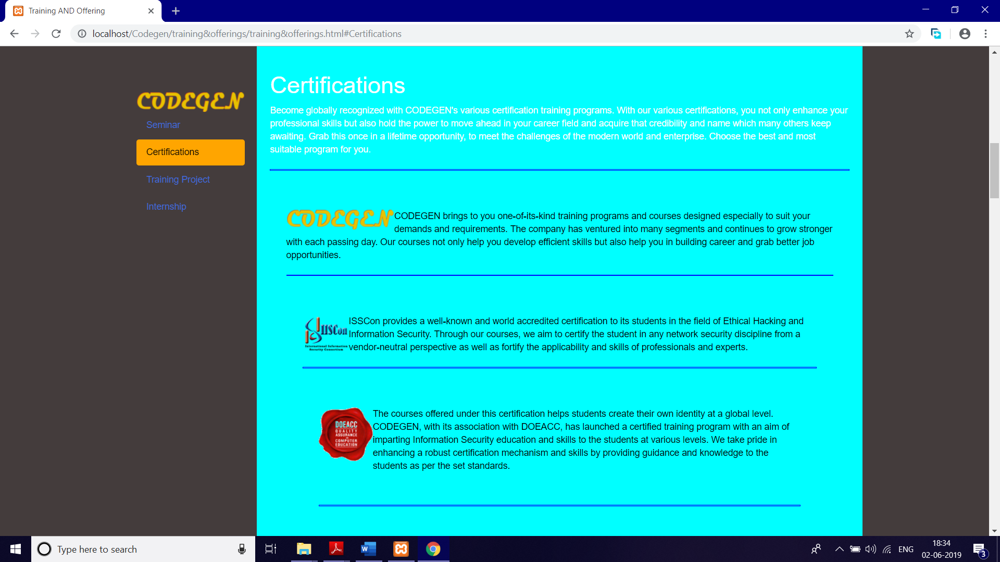 Training AND Offering
localhost/Codegen/training&offerings/training&offerings.html#Certifications
CODEGEN
Seminar
Certifications
Training Project
Internship
Certifications
Become globally recognized with CODEGEN's various certification training programs. With our various certifications, you not only enhance your
professional skills but also hold the power to move ahead in your career field and acquire that credibility and name which many others keep
awaiting. Grab this once in a lifetime opportunity, to meet the challenges of the modern world and enterprise. Choose the best and most
suitable program for you.
CODEGEN CODEGEN brings to you one-of-its-kind training programs and courses designed especially to suit your
demands and requirements. The company has ventured into many segments and continues to grow stronger
with each passing day. Our courses not only help you develop efficient skills but also help you in building career and grab better job
opportunities.
IISCon
International Information
Security Consortium
ISSCon provides a well-known and world accredited certification to its students in the field of Ethical Hacking and
Information Security. Through our courses, we aim to certify the student in any network security discipline from a
vendor-neutral perspective as well as fortify the applicability and skills of professionals and experts.
DOEACC
QUALITY
ASSURANCE
IN
COMPUTER
EDUCATION
The courses offered under this certification helps students create their own identity at a global level.
CODEGEN, with its association with DOEACC, has launched a certified training program with an aim of
imparting Information Security education and skills to the students at various levels. We take pride in
enhancing a robust certification mechanism and skills by providing guidance and knowledge to the
students as per the set standards.
Type here to search
ENG
18:34
02-06-2019
3